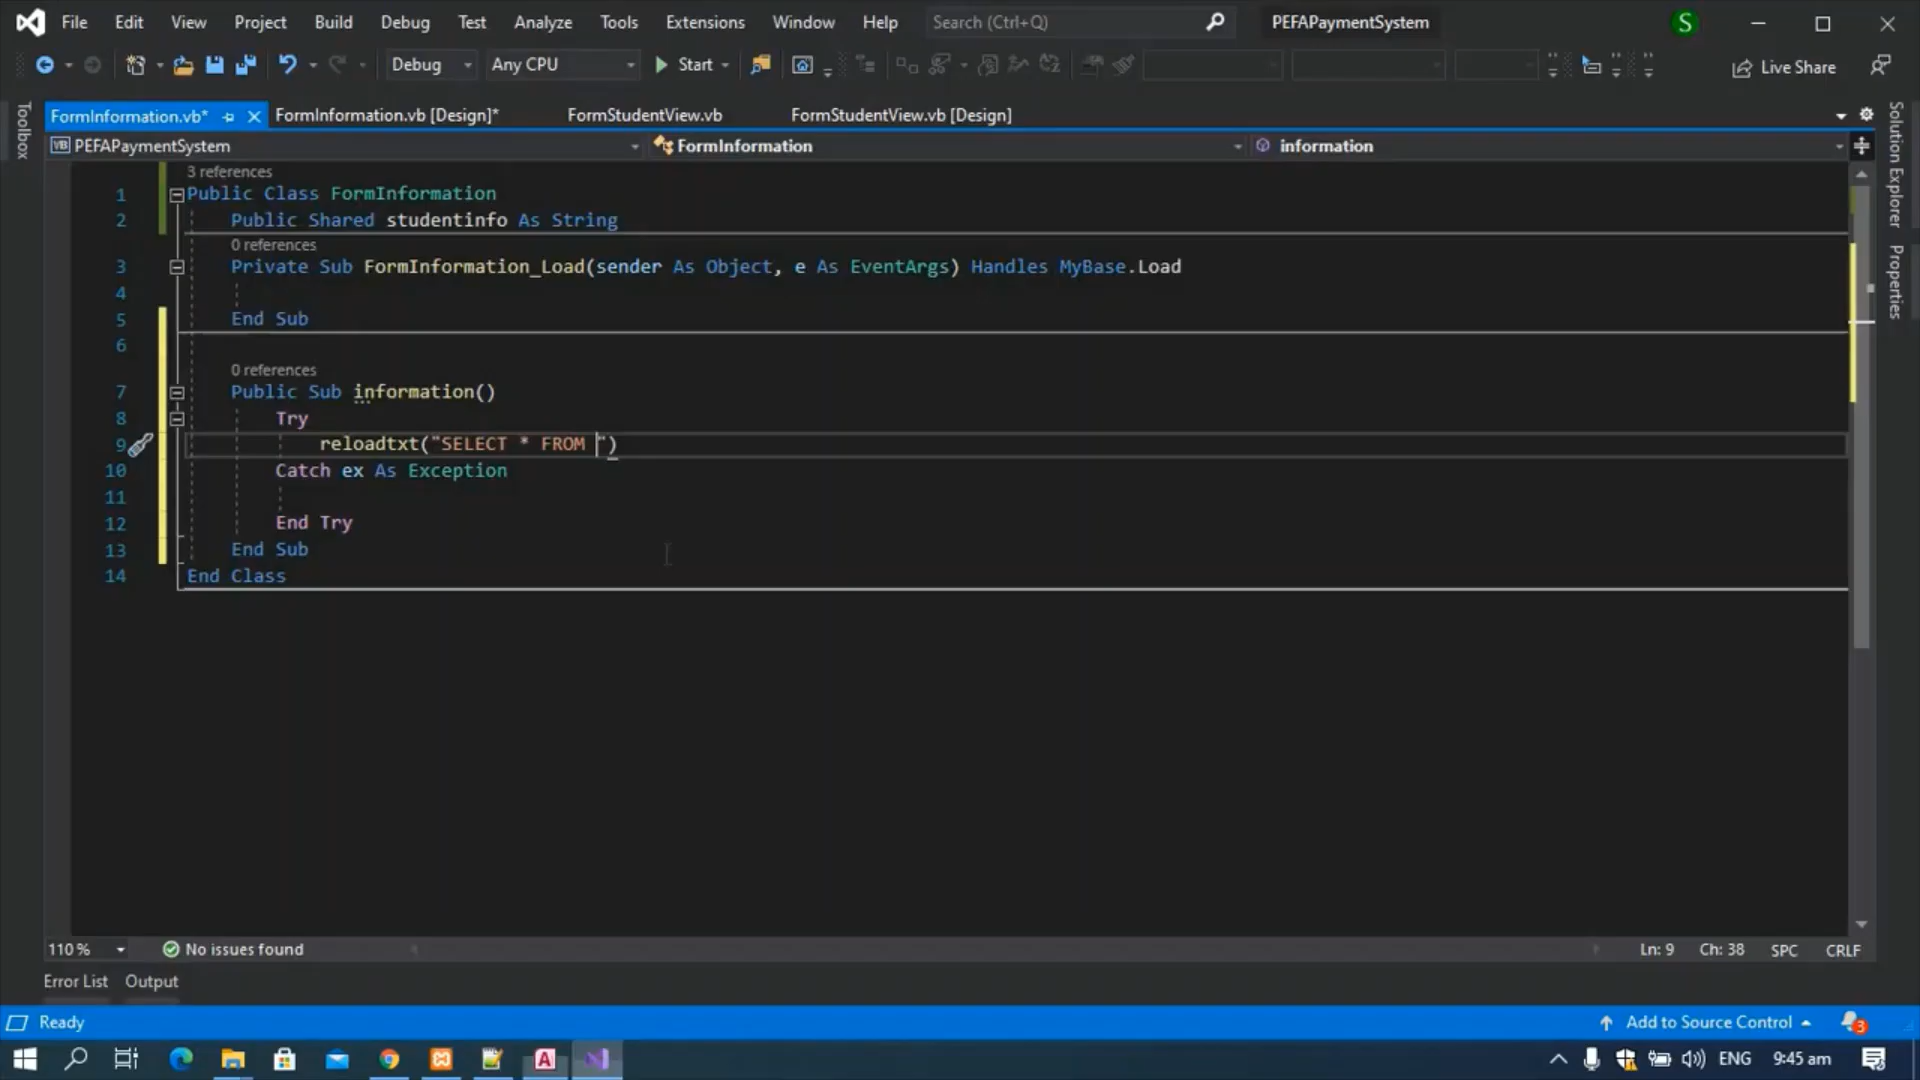 File Edit View Project Build Debug Test Analyze Tools Extensions Window Help Search (Ctrl+Q) PEFAPaymentSystem S
Debug Any CPU Start Live Share
FormInformation.vb* FormInformation.vb [Design]* FormStudentView.vb FormStudentView.vb [Design]
VB PEFAPaymentSystem FormInformation information
Toolbox
Solution Explorer
Properties
3 references
1 Public Class FormInformation
2 Public Shared studentinfo As String
0 references
3 Private Sub FormInformation_Load(sender As Object, e As EventArgs) Handles MyBase.Load
4
5 End Sub
6
0 references
7 Public Sub information()
8 Try
9 reloadtxt("SELECT * FROM ")
10 Catch ex As Exception
11
12 End Try
13 End Sub
14 End Class
110 % No issues found Ln: 9 Ch: 38 SPC CRLF
Error List Output
Ready Add to Source Control 3
A ENG 9:45 am